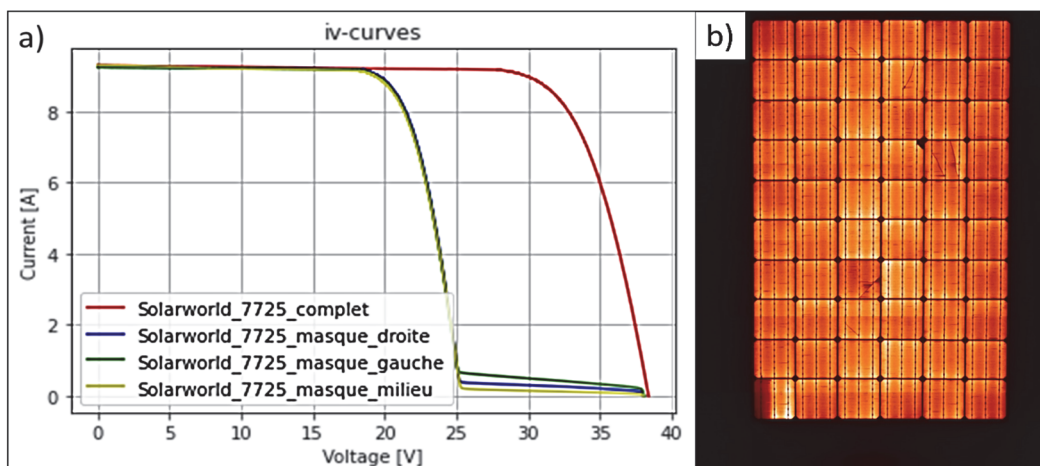 a)
iv-curves
Current [A]
8
6
4
2
0
Solarworld_7725_complet
Solarworld_7725_masque_droite
Solarworld_7725_masque_gauche
Solarworld_7725_masque_milieu
0 5 10 15 20 25 30 35 40
Voltage [V]
b)